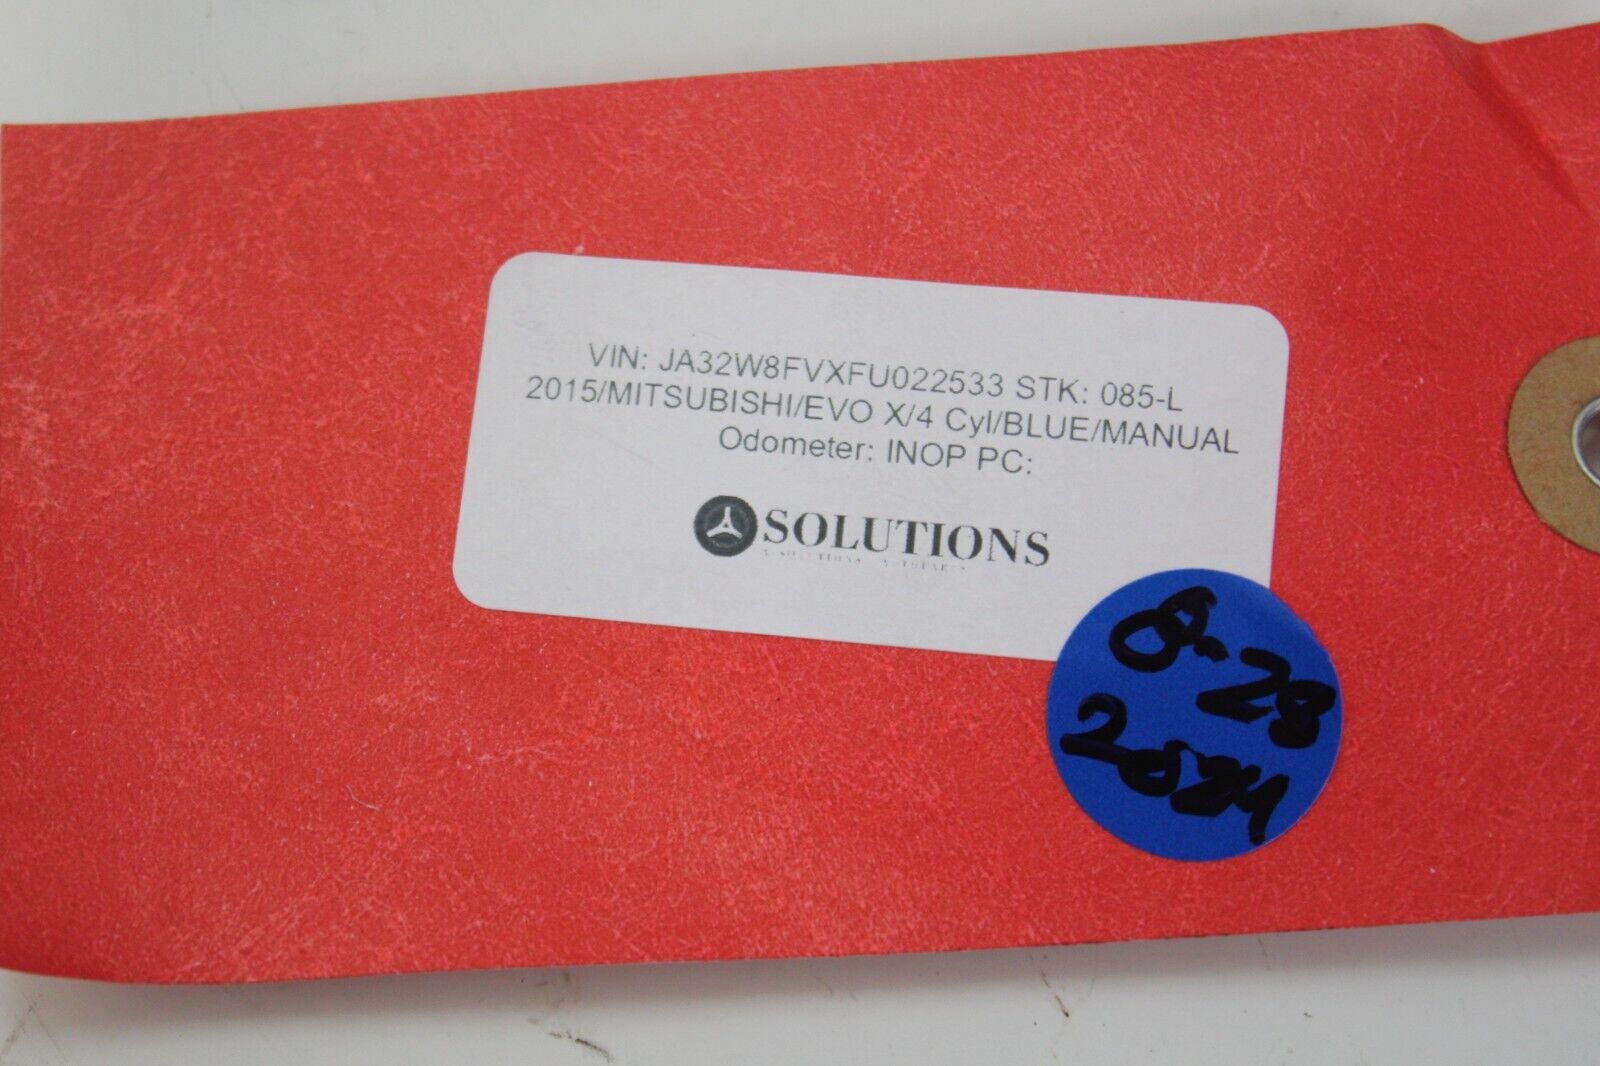 VIN: JA32W8FVXFU022533 STK: 085-L
2015/MITSUBISHI/EVO X/4 Cyl/BLUE/MANUAL
Odometer: INOP PC:
SOLUTIONS
8-28
2024